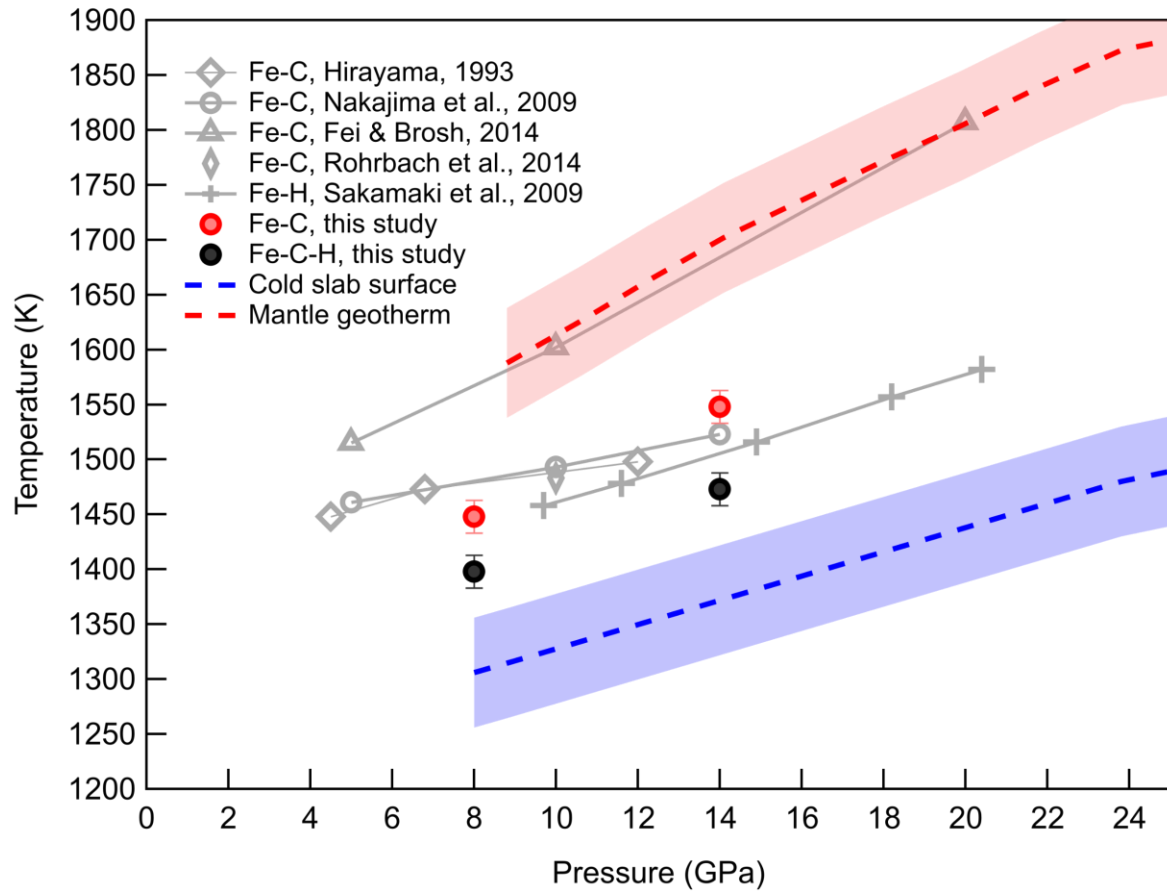 1900
1850
1800
1750
1700
1650
1600
1550
1500
1450
1400
1350
1300
1250
1200
Temperature (K)
Fe-C, Hirayama, 1993
Fe-C, Nakajima et al., 2009
Fe-C, Fei & Brosh, 2014
Fe-C, Rohrbach et al., 2014
Fe-H, Sakamaki et al., 2009
Fe-C, this study
Fe-C-H, this study
Cold slab surface
Mantle geotherm
0 2 4 6 8 10 12 14 16 18 20 22 24
Pressure (GPa)